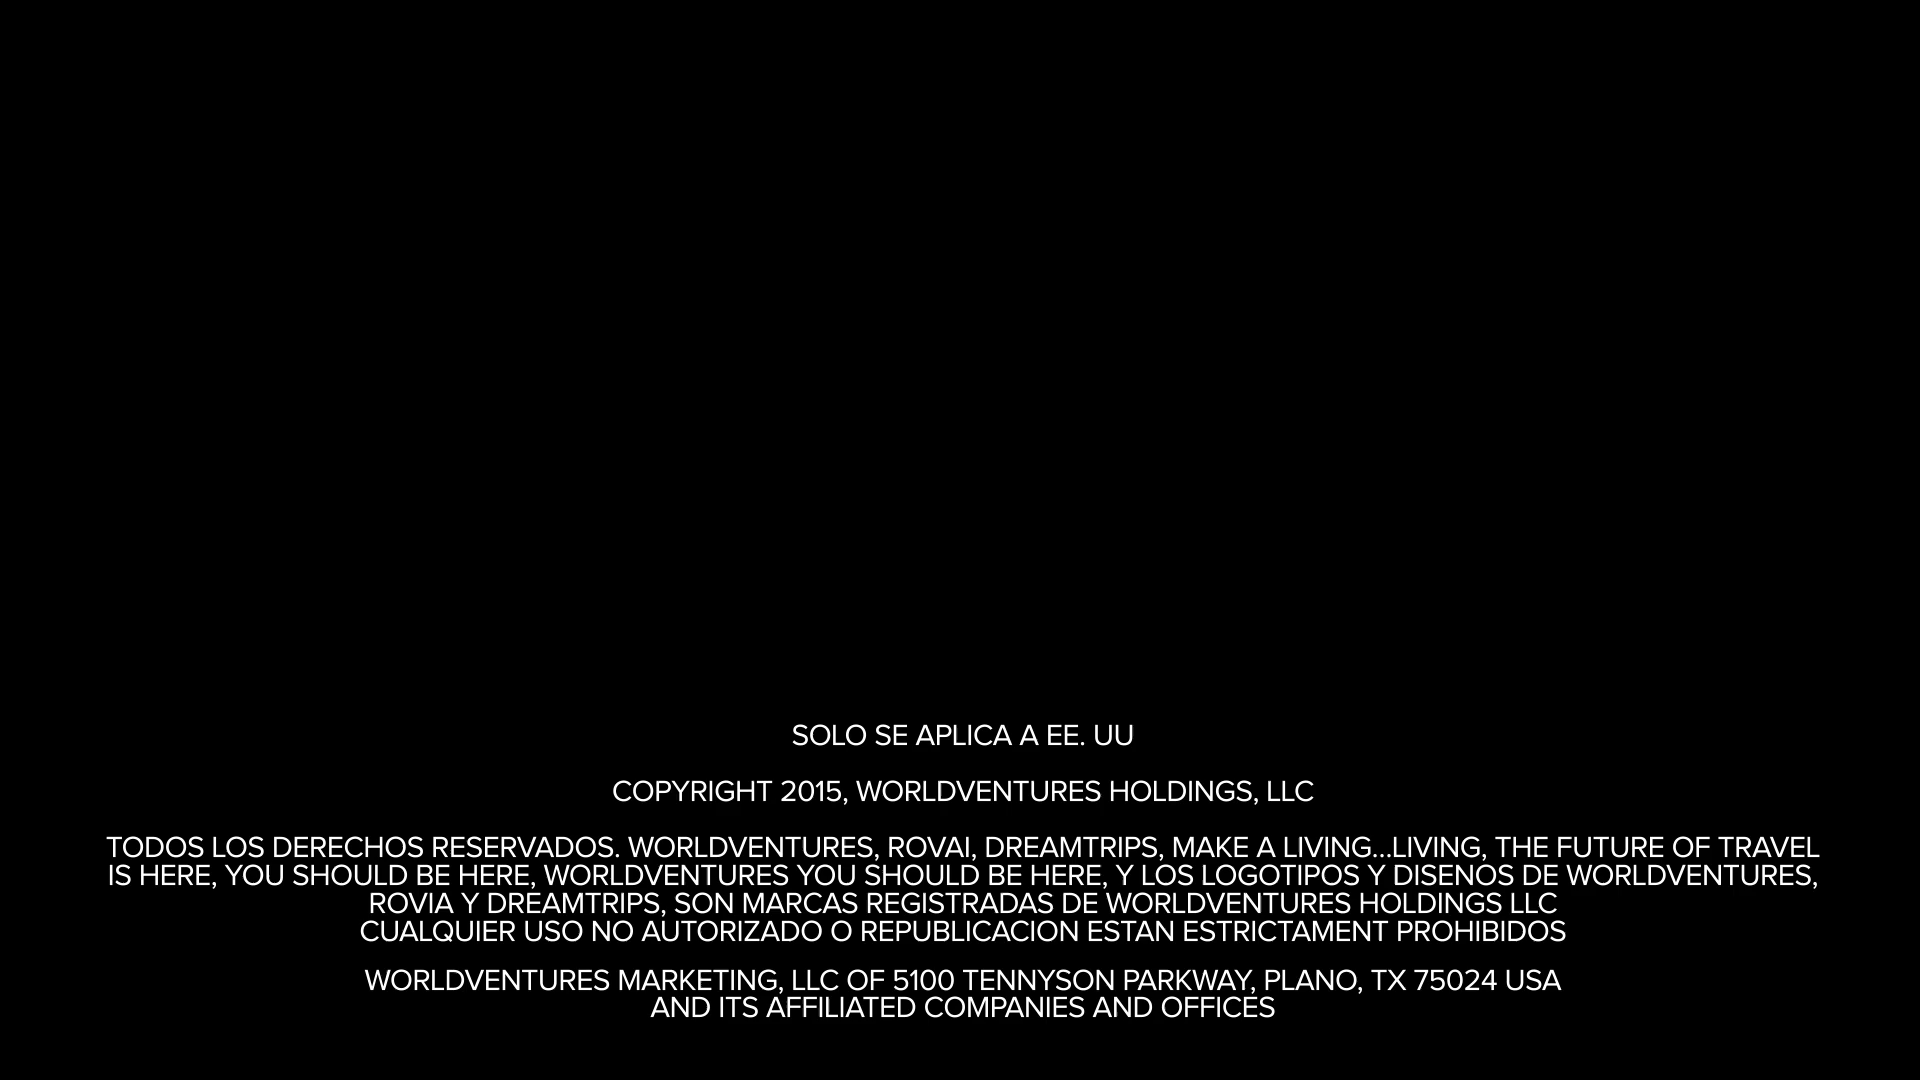 SOLO SE APLICA A EE. UU
COPYRIGHT 2015, WORLDVENTURES HOLDINGS, LLC
TODOS LOS DERECHOS RESERVADOS. WORLDVENTURES, ROVAI, DREAMTRIPS, MAKE A LIVING...LIVING, THE FUTURE OF TRAVEL
IS HERE, YOU SHOULD BE HERE, WORLDVENTURES YOU SHOULD BE HERE, Y LOS LOGOTIPOS Y DISENOS DE WORLDVENTURES,
ROVIA Y DREAMTRIPS, SON MARCAS REGISTRADAS DE WORLDVENTURES HOLDINGS LLC
CUALQUIER USO NO AUTORIZADO O REPUBLICACION ESTAN ESTRICTAMENT PROHIBIDOS
WORLDVENTURES MARKETING, LLC OF 5100 TENNYSON PARKWAY, PLANO, TX 75024 USA
AND ITS AFFILIATED COMPANIES AND OFFICES